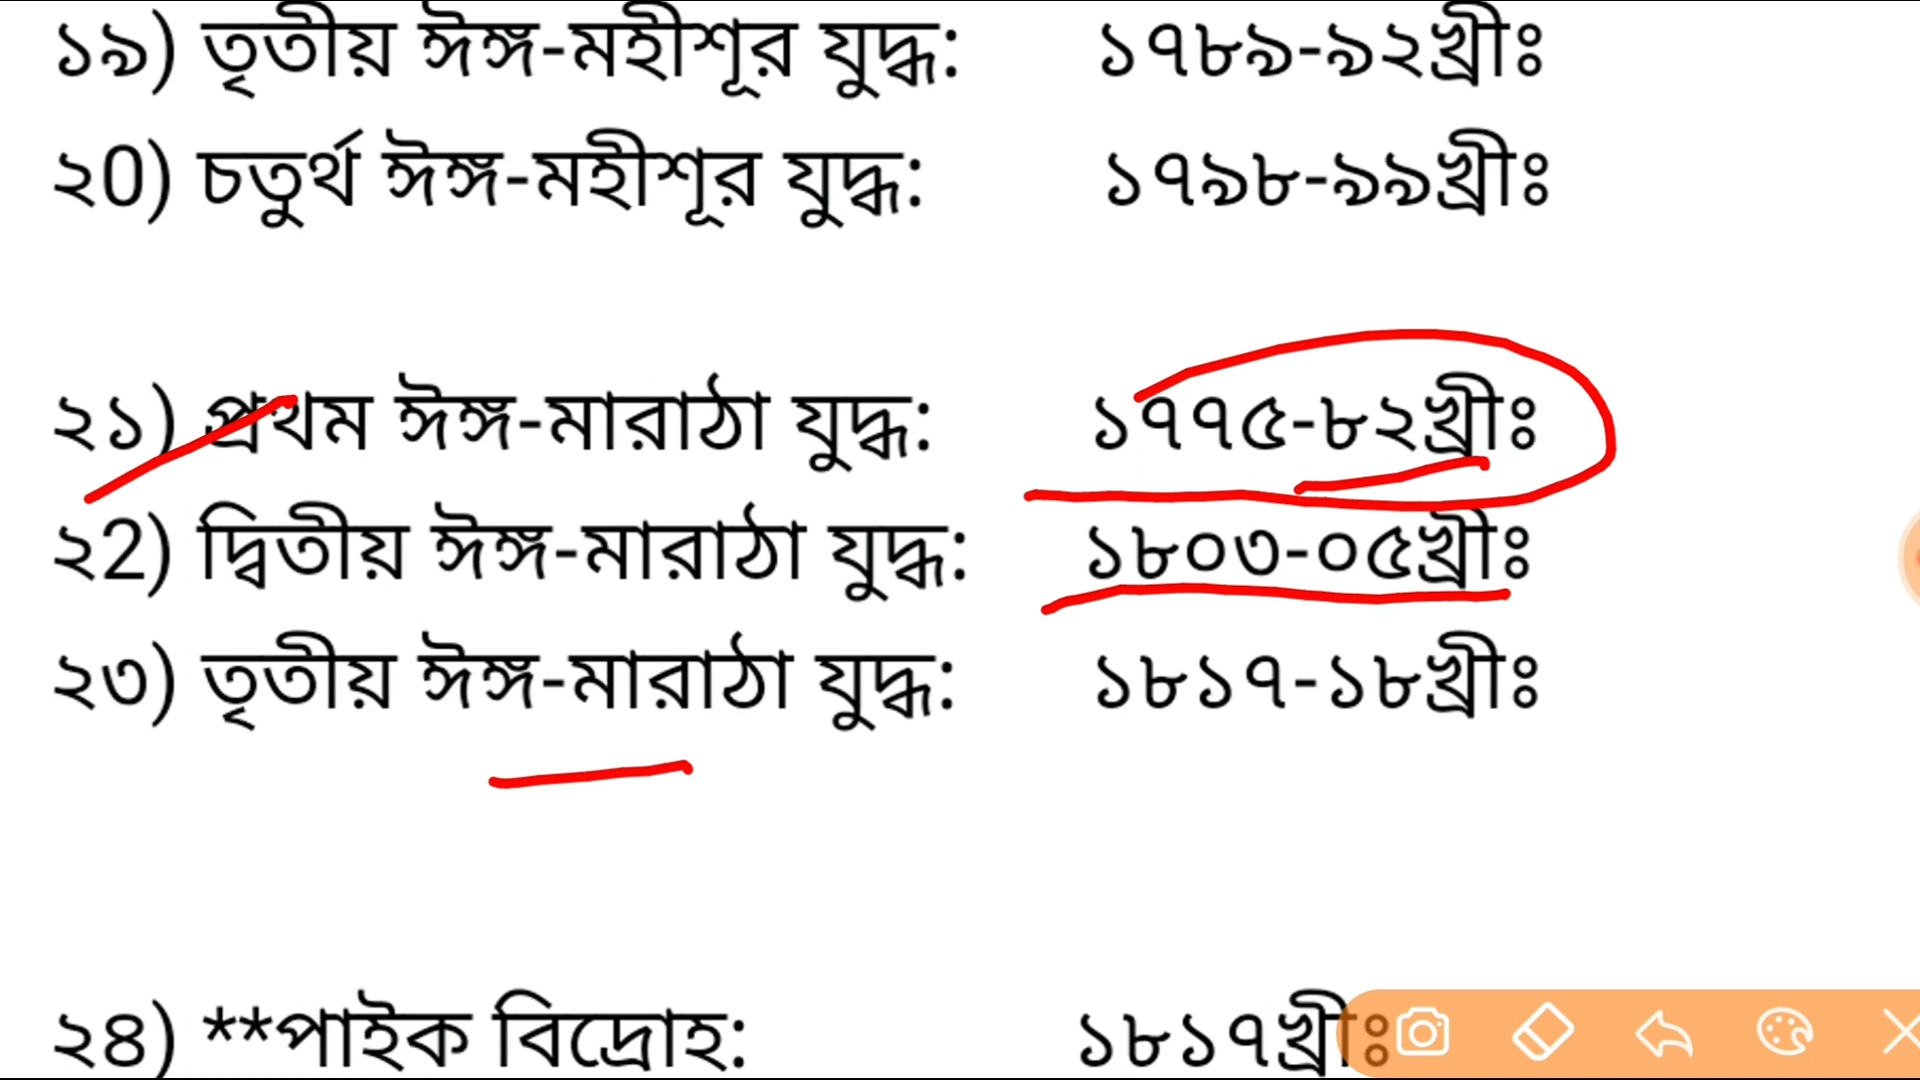 ১৯) তৃতীয় ঈঙ্গ-মহীশূর যুদ্ধ: ১৭৮৯-৯২খ্রীঃ
২0) চতুর্থ ঈঙ্গ-মহীশূর যুদ্ধ: ১৭৯৮-৯৯খ্রীঃ
২১) প্রথম ঈঙ্গ-মারাঠা যুদ্ধ: ১৭৭৫-৮২খ্রীঃ
২2) দ্বিতীয় ঈঙ্গ-মারাঠা যুদ্ধ: ১৮০৩-০৫খ্রীঃ
২৩) তৃতীয় ঈঙ্গ-মারাঠা যুদ্ধ: ১৮১৭-১৮খ্রীঃ
২৪) **পাইক বিদ্রোহ: ১৮১৭খ্রীঃ